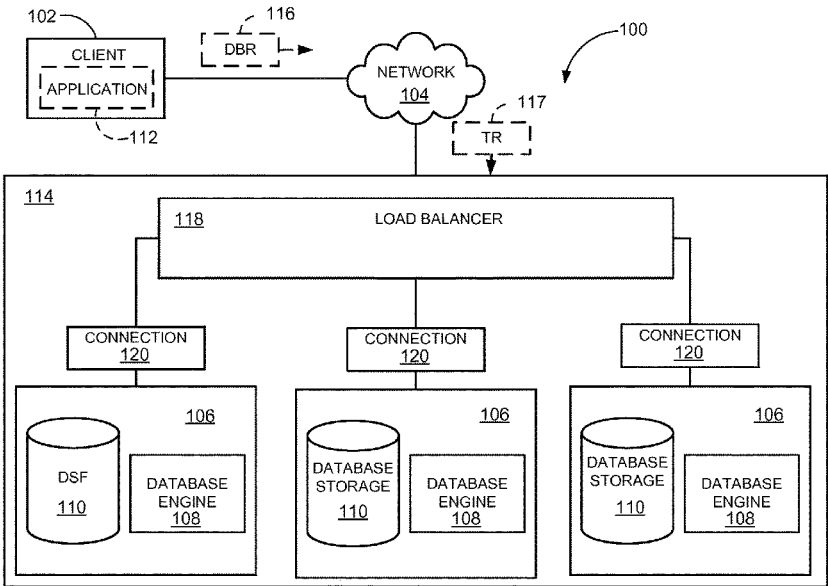 102
116
100
CLIENT
DBR
NETWORK
APPLICATION
104
117
112
TR
114
118
LOAD BALANCER
CONNECTION
120
CONNECTION
120
CONNECTION
120
106
106
106
DSF
110
DATABASE
ENGINE
108
DATABASE
STORAGE
110
DATABASE
ENGINE
108
DATABASE
STORAGE
110
DATABASE
ENGINE
108